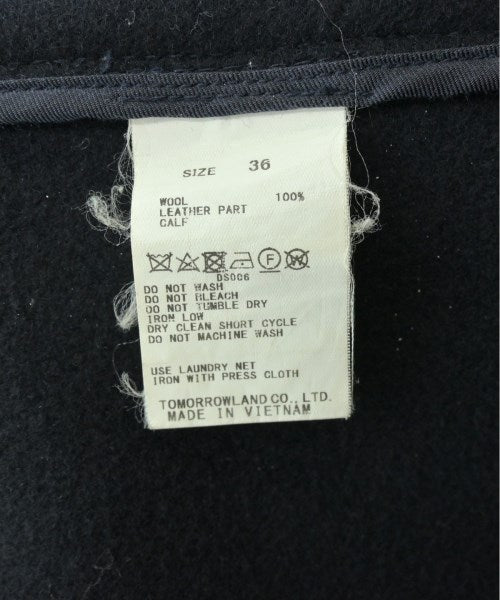 SIZE 36
WOOL 100%
LEATHER PART
CALF
DS006
DO NOT WASH
DO NOT BLEACH
DO NOT TUMBLE DRY
IRON LOW
DRY CLEAN SHORT CYCLE
DO NOT MACHINE WASH
USE LAUNDRY NET
IRON WITH PRESS CLOTH
TOMORROWLAND CO., LTD.
MADE IN VIETNAM